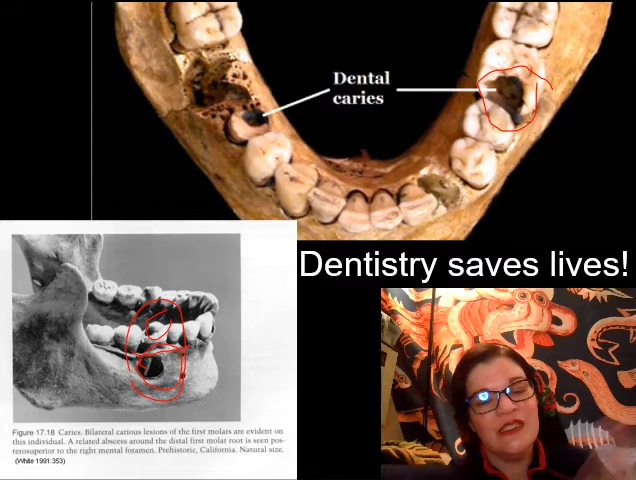 Dental
caries
Dentistry saves lives!
Figure 17.18 Caries. Bilateral carious lesions of the first molars are evident on
this individual. A related abscess around the distal first molar root is seen pos-
terosuperior to the right mental foramen. Prehistoric, California. Natural size.
(White 1991:353)